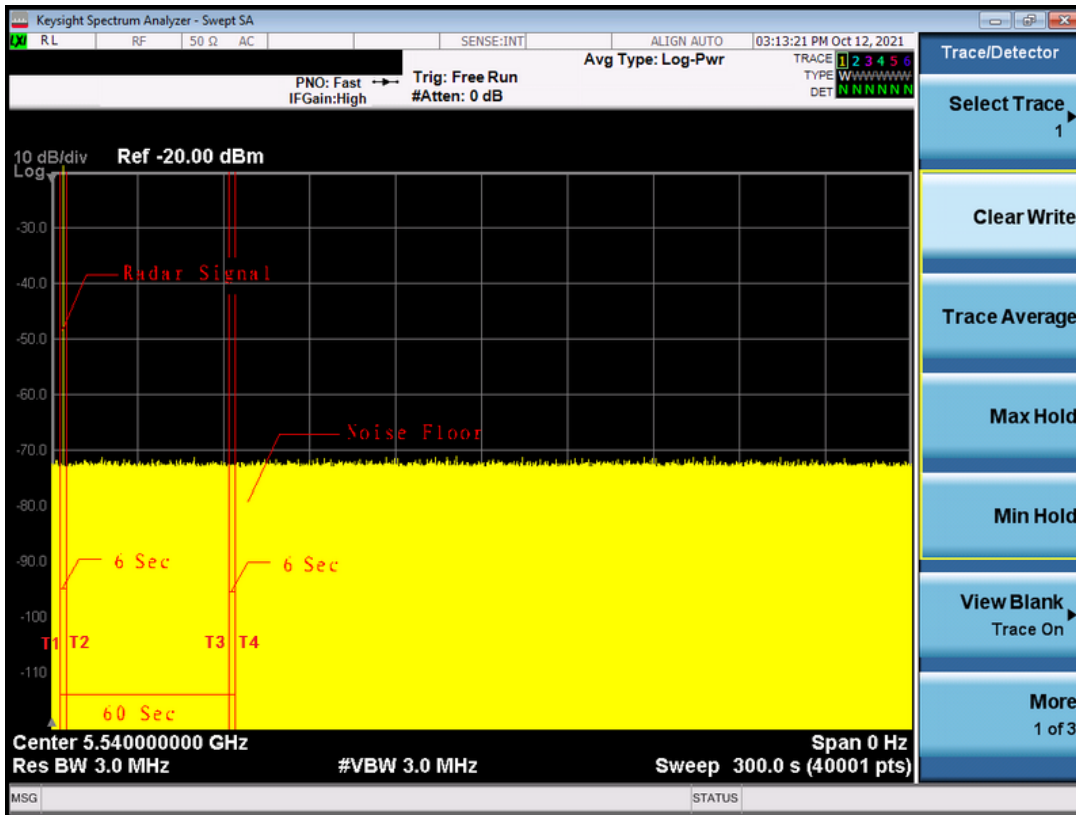 Keysight Spectrum Analyzer - Swept SA
LXI RL RF 50 Ω AC SENSE:INT ALIGN AUTO 03:13:21 PM Oct 12, 2021
Avg Type: Log-Pwr
TRACE 1 2 3 4 5 6
TYPE WWWWWW
DET N N N N N N
PNO: Fast
IFGain:High
Trig: Free Run
#Atten: 0 dB
10 dB/div
Log
Ref -20.00 dBm
-30.0
-40.0
-50.0
-60.0
-70.0
-80.0
-90.0
-100
-110
Radar Signal
Noise Floor
6 Sec
6 Sec
T1 T2 T3 T4
60 Sec
Center 5.540000000 GHz
Span 0 Hz
Res BW 3.0 MHz
#VBW 3.0 MHz
Sweep 300.0 s (40001 pts)
MSG
STATUS
Trace/Detector
Select Trace
1
Clear Write
Trace Average
Max Hold
Min Hold
View Blank
Trace On
More
1 of 3